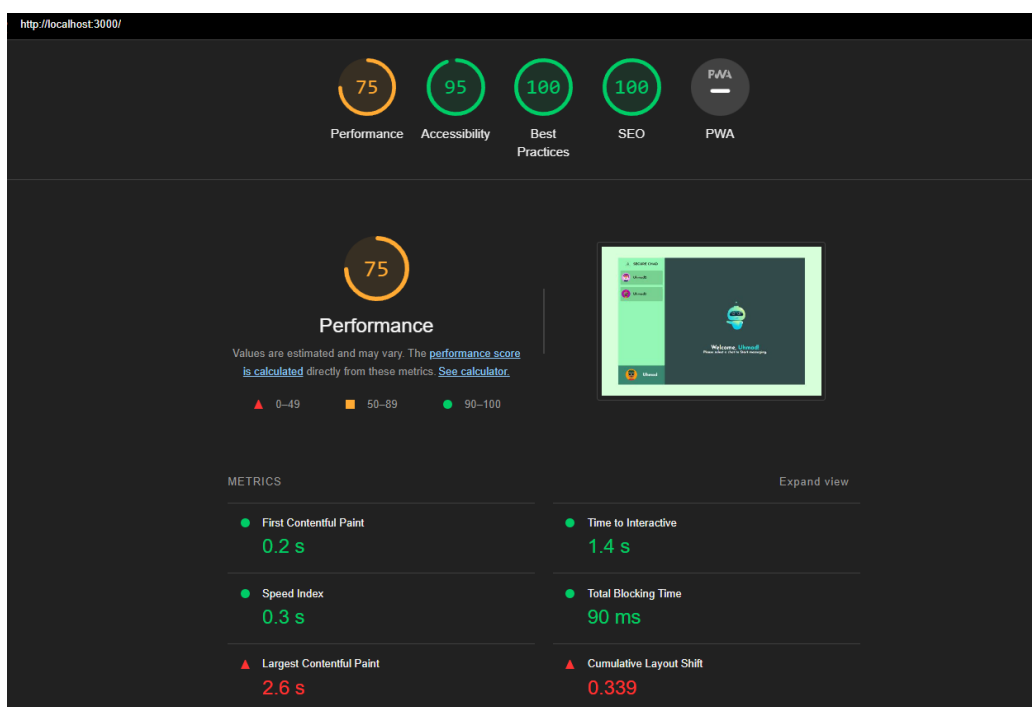 http://localhost:3000/
75
95
100
100
PWA
Performance
Accessibility
Best
Practices
SEO
PWA
75
Performance
Values are estimated and may vary. The performance score
is calculated directly from these metrics. See calculator.
0–49
50–89
90–100
Welcome,
METRICS
Expand view
First Contentful Paint
0.2 s
Time to Interactive
1.4 s
Speed Index
0.3 s
Total Blocking Time
90 ms
Largest Contentful Paint
2.6 s
Cumulative Layout Shift
0.339